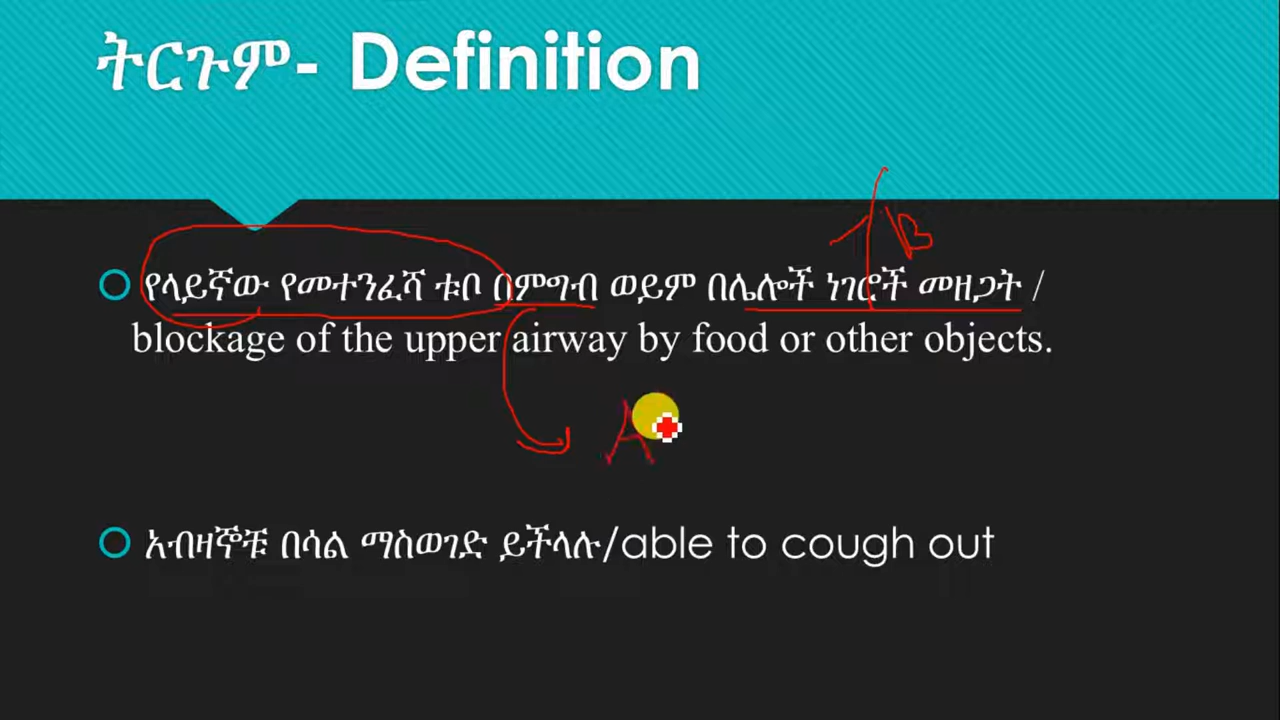 ትርጉም- Definition
B
የላይኛው የመተንፈሻ ቱቦ በምግብ ወይም በሌሎች ነገሮች መዘጋት /
blockage of the upper airway by food or other objects.
A
አብዛኞቹ በሳል ማስወገድ ይችላሉ/able to cough out